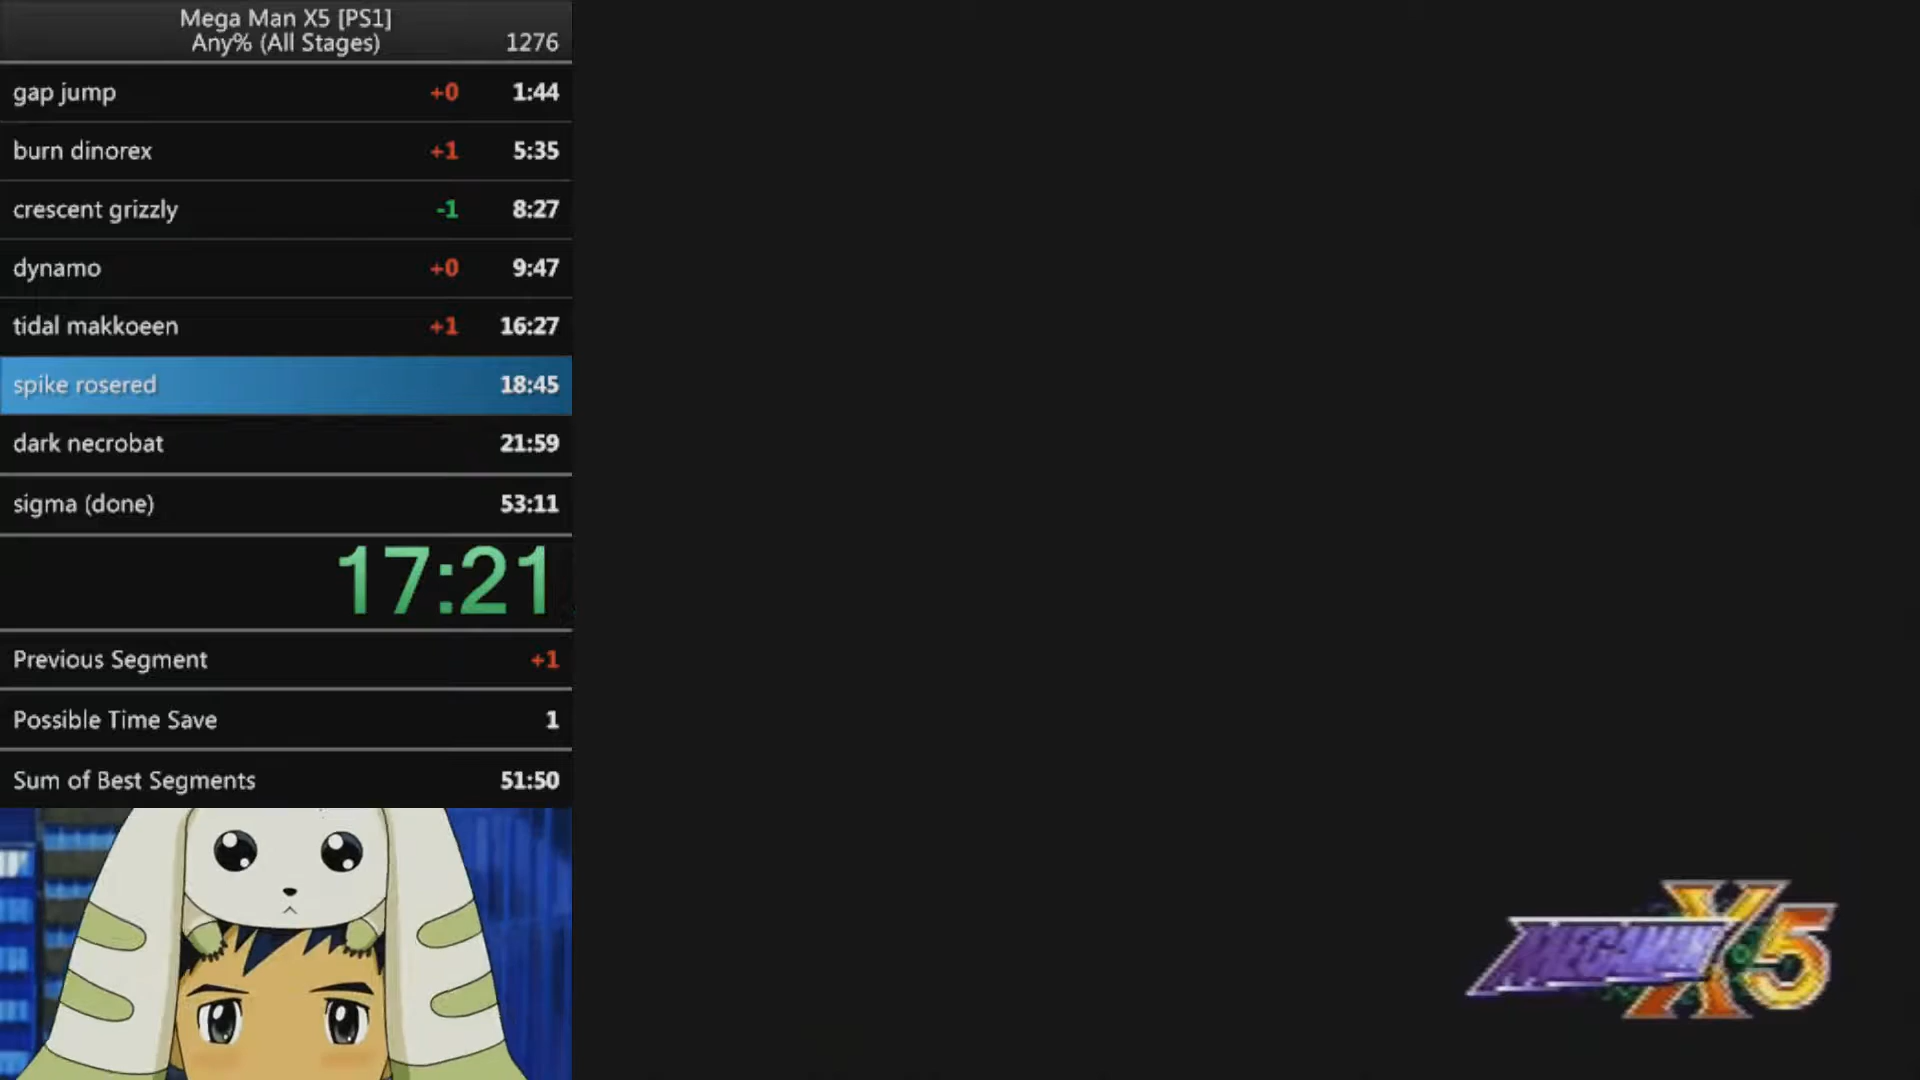 Mega Man X5 [PS1]
Any% (All Stages) 1276
gap jump +0 1:44
burn dinorex +1 5:35
crescent grizzly -1 8:27
dynamo +0 9:47
tidal makkoeen +1 16:27
spike rosered 18:45
dark necrobat 21:59
sigma (done) 53:11
17:21
Previous Segment +1
Possible Time Save 1
Sum of Best Segments 51:50
MEGAMAN X5